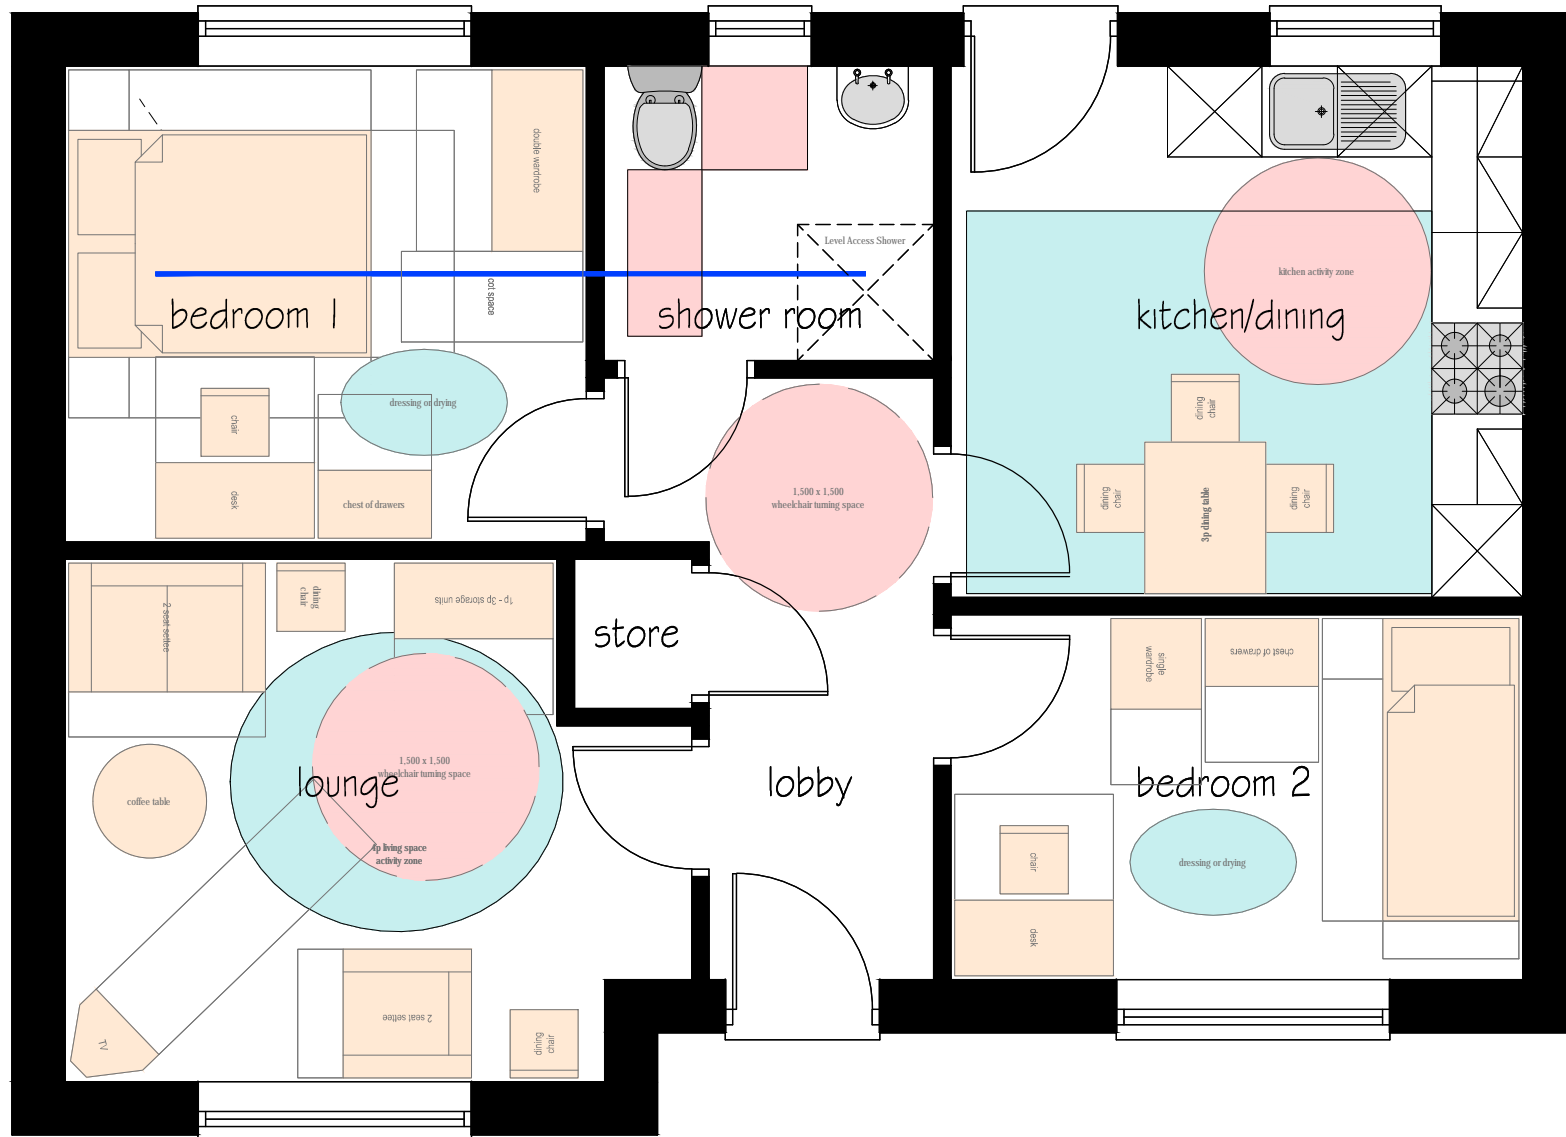 double wardrobe
Level Access Shower
kitchen activity zone
cot space
bedroom 1
shower room
kitchen/dining
dressing or drying
chair
dining
chair
desk
chest of drawers
1,500 x 1,500
wheelchair turning space
dining
chair
3p dining table
dining
chair
2 seat settee
dining
chair
1p - 3p storage units
store
single
wardrobe
chest of drawers
1,500 x 1,500
wheelchair turning space
lounge
lobby
bedroom 2
coffee table
4p living space
activity zone
chair
dressing or drying
desk
TV
2 seat settee
dining
chair